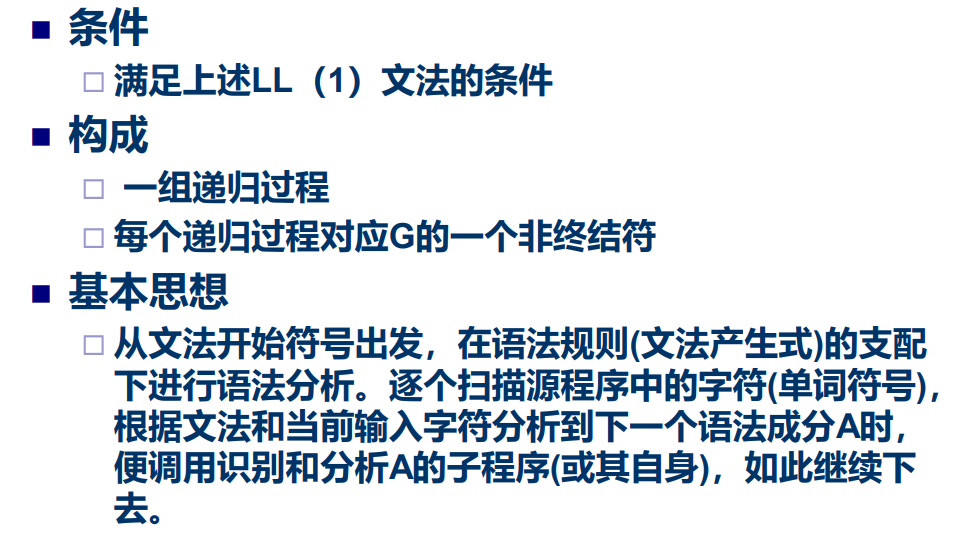 条件
满足上述LL（1）文法的条件
构成
一组递归过程
每个递归过程对应G的一个非终结符
基本思想
从文法开始符号出发，在语法规则(文法产生式)的支配
下进行语法分析。逐个扫描源程序中的字符(单词符号)，
根据文法和当前输入字符分析到下一个语法成分A时，
便调用识别和分析A的子程序(或其自身)，如此继续下
去。